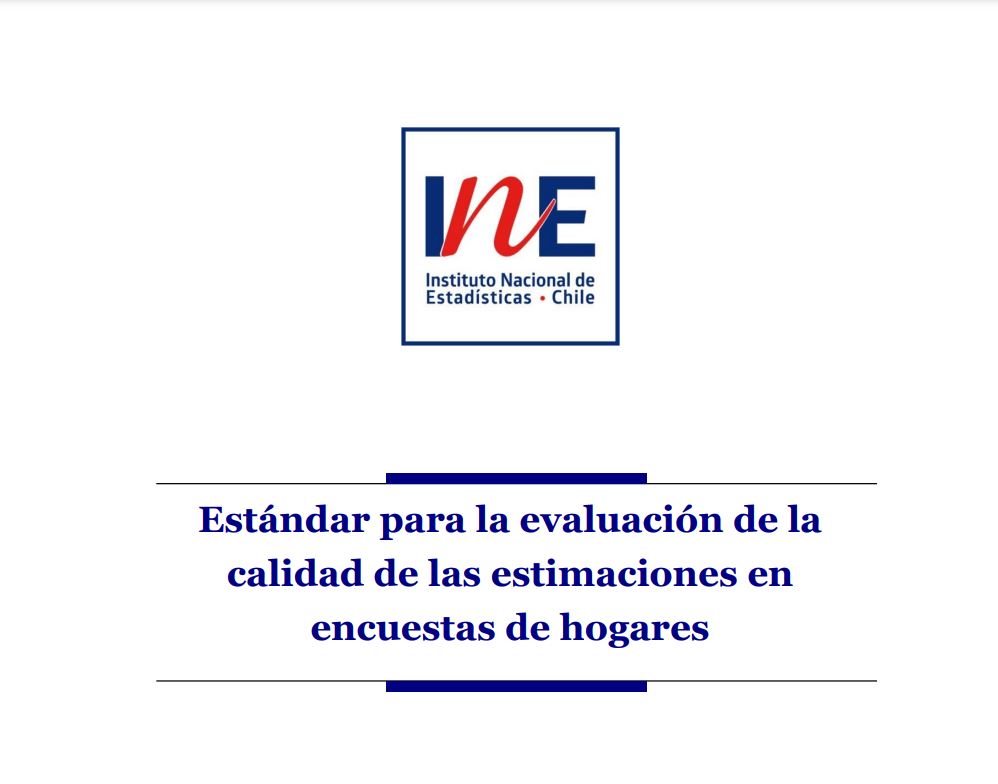 INE
Instituto Nacional de
Estadísticas • Chile
Estándar para la evaluación de la
calidad de las estimaciones en
encuestas de hogares